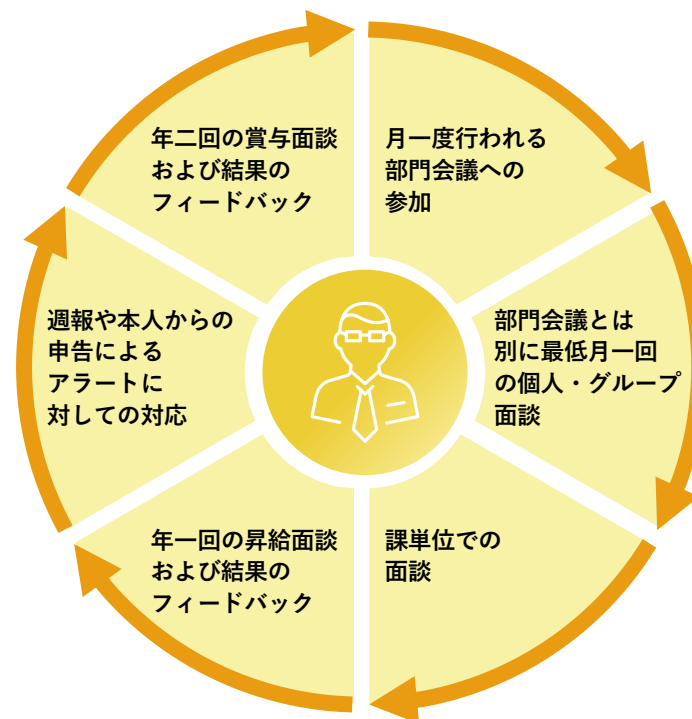 年二回の賞与面談
および結果の
フィードバック
月一度行われる
部門会議への
参加
部門会議とは
別に最低月一回
の個人・グループ
面談
課単位での
面談
年一回の昇給面談
および結果の
フィードバック
週報や本人からの
申告による
アラートに
対しての対応